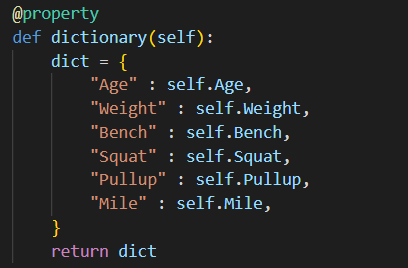 @property
def dictionary(self):
    dict = {
        "Age" : self.Age,
        "Weight" : self.Weight,
        "Bench" : self.Bench,
        "Squat" : self.Squat,
        "Pullup" : self.Pullup,
        "Mile" : self.Mile,
    }
    return dict